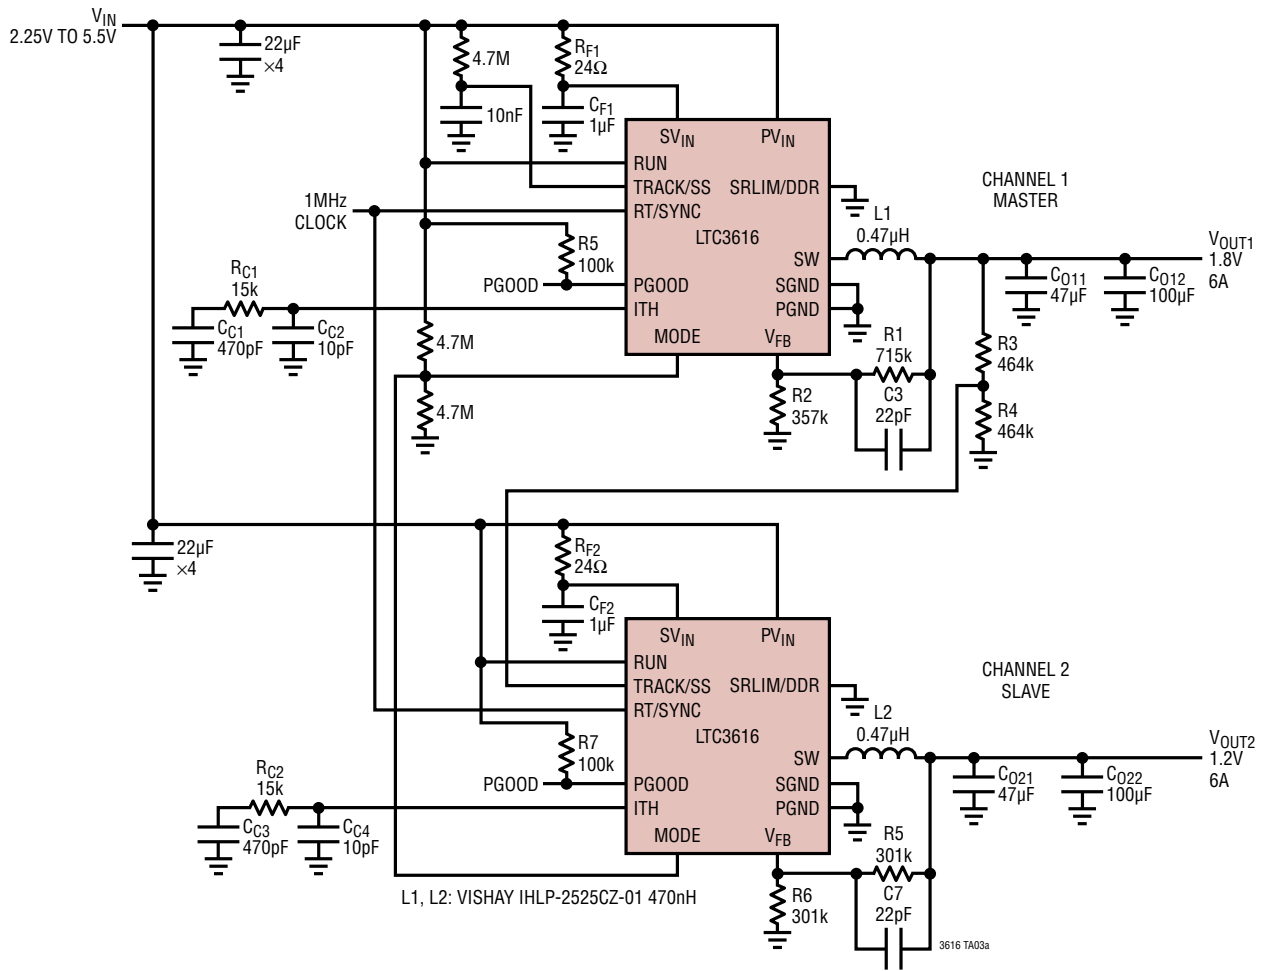 VIN
2.25V TO 5.5V
22µF
×4
4.7M
10nF
RF1
24Ω
CF1
1µF
SVIN
PVIN
RUN
TRACK/SS
SRLIM/DDR
RT/SYNC
LTC3616
SW
SGND
PGOOD
PGND
ITH
MODE
VFB
1MHz
CLOCK
R5
100k
PGOOD
RC1
15k
CC1
470pF
CC2
10pF
4.7M
4.7M
CHANNEL 1
MASTER
L1
0.47µH
VOUT1
1.8V
6A
CO11
47µF
CO12
100µF
R1
715k
C3
22pF
R2
357k
R3
464k
R4
464k
22µF
×4
RF2
24Ω
CF2
1µF
SVIN
PVIN
RUN
TRACK/SS
SRLIM/DDR
RT/SYNC
LTC3616
SW
SGND
PGOOD
PGND
ITH
MODE
VFB
R7
100k
PGOOD
RC2
15k
CC3
470pF
CC4
10pF
CHANNEL 2
SLAVE
L2
0.47µH
VOUT2
1.2V
6A
CO21
47µF
CO22
100µF
R5
301k
C7
22pF
R6
301k
L1, L2: VISHAY IHLP-2525CZ-01 470nH
3616 TA03a